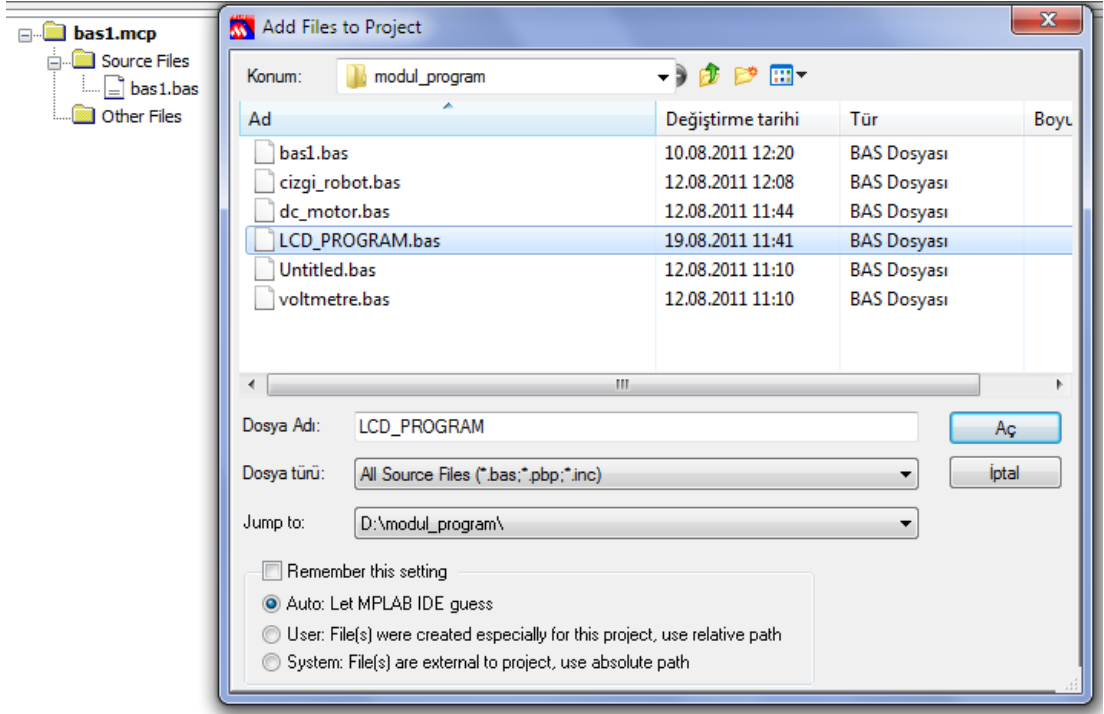 bas1.mcp
Source Files
bas1.bas
Other Files
Add Files to Project
Konum: modul_program
Ad Değiştirme tarihi Tür Boyu
bas1.bas 10.08.2011 12:20 BAS Dosyası
cizgi_robot.bas 12.08.2011 12:08 BAS Dosyası
dc_motor.bas 12.08.2011 11:44 BAS Dosyası
LCD_PROGRAM.bas 19.08.2011 11:41 BAS Dosyası
Untitled.bas 12.08.2011 11:10 BAS Dosyası
voltmetre.bas 12.08.2011 11:10 BAS Dosyası
Dosya Adı: LCD_PROGRAM Aç
Dosya türü: All Source Files (*.bas;*.pbp;*.inc) İptal
Jump to: D:\modul_program\
Remember this setting
Auto: Let MPLAB IDE guess
User: File(s) were created especially for this project, use relative path
System: File(s) are external to project, use absolute path